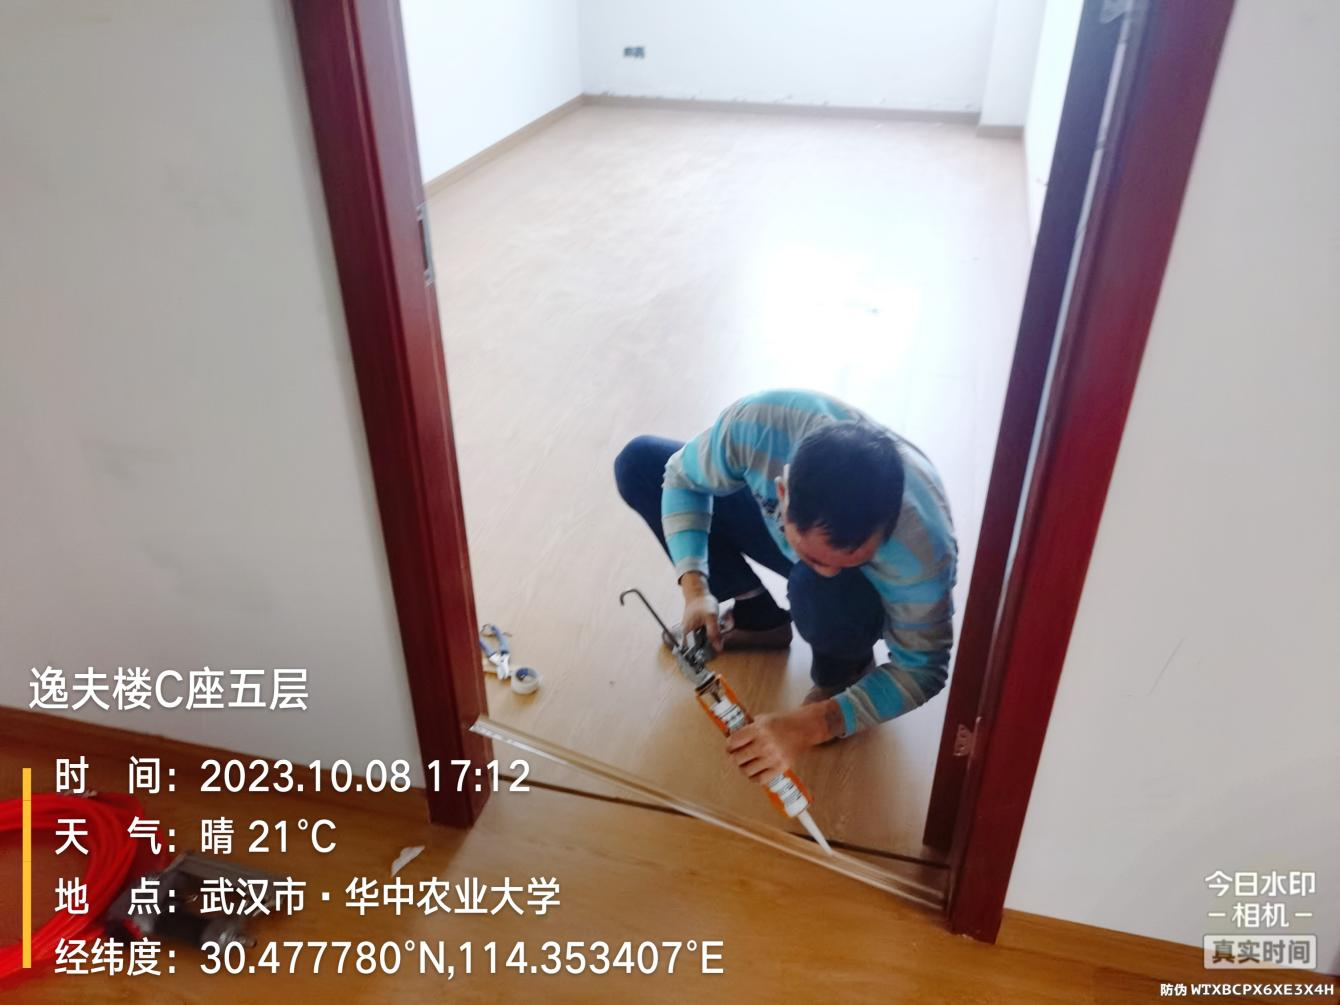 逸夫楼C座五层
时 间：2023.10.08 17:12
天 气：晴 21°C
地 点：武汉市·华中农业大学
经纬度：30.477780°N,114.353407°E
今日水印
-相机-
真实时间
防伪 WTXBCPX6XE3X4H